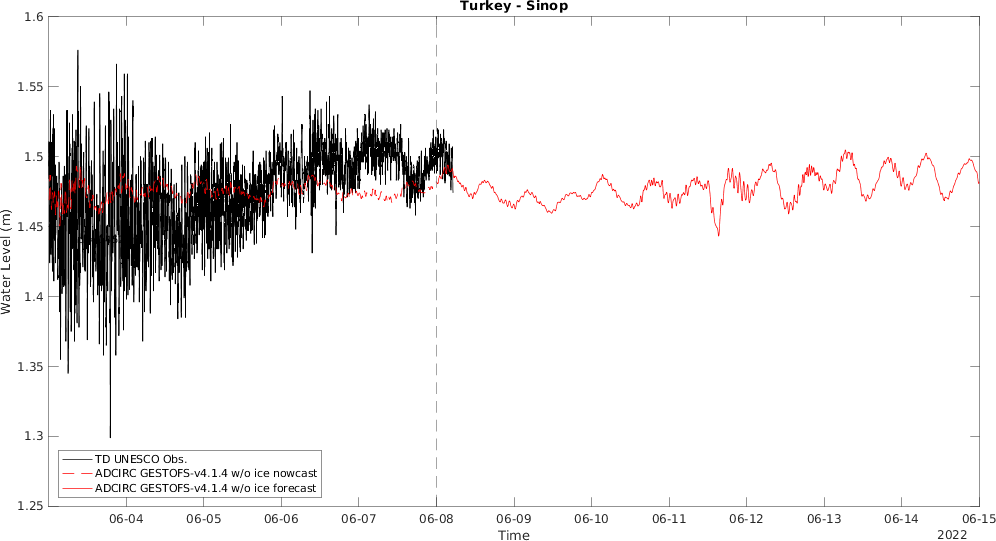 Turkey - Sinop
Water Level (m)
1.6
1.55
1.5
1.45
1.4
1.35
1.3
1.25
TD UNESCO Obs.
ADCIRC GESTOFS-v4.1.4 w/o ice nowcast
ADCIRC GESTOFS-v4.1.4 w/o ice forecast
06-04 06-05 06-06 06-07 06-08 06-09 06-10 06-11 06-12 06-13 06-14 06-15
Time
2022